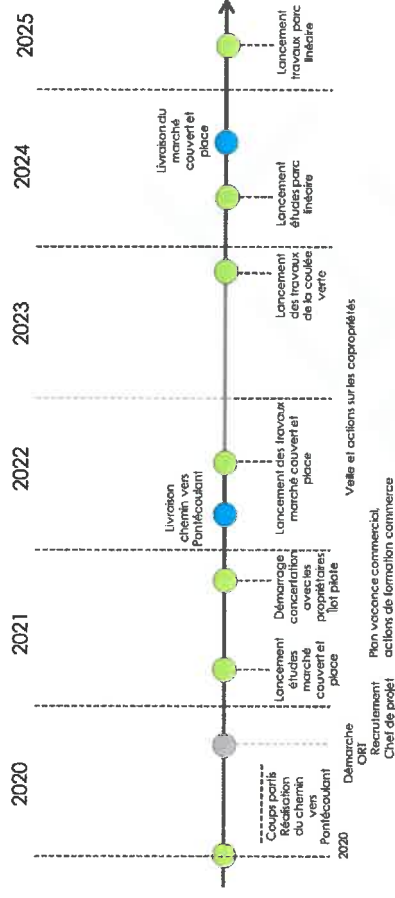 2020
2021
2022
2023
2024
2025
Livraison
chemin vers
Pontécoulant
Livraison du
marché
couvert et
place
Coups partis
Réalisation
du chemin
vers
Pontécoulant
2020
Démarche
ORT
Recrutement
Chef de projet
Lancement
études
marché
couvert et
place
Démarrage
concertation
avec les
propriétaires
îlot pilote
Lancement des travaux
marché couvert et
place
Lancement
des travaux
de la coulée
verte
Lancement
études parc
linéaire
Lancement
travaux parc
linéaire
Plan vacance commercial,
actions de formation commerce
Veille et actions sur les copropriétés